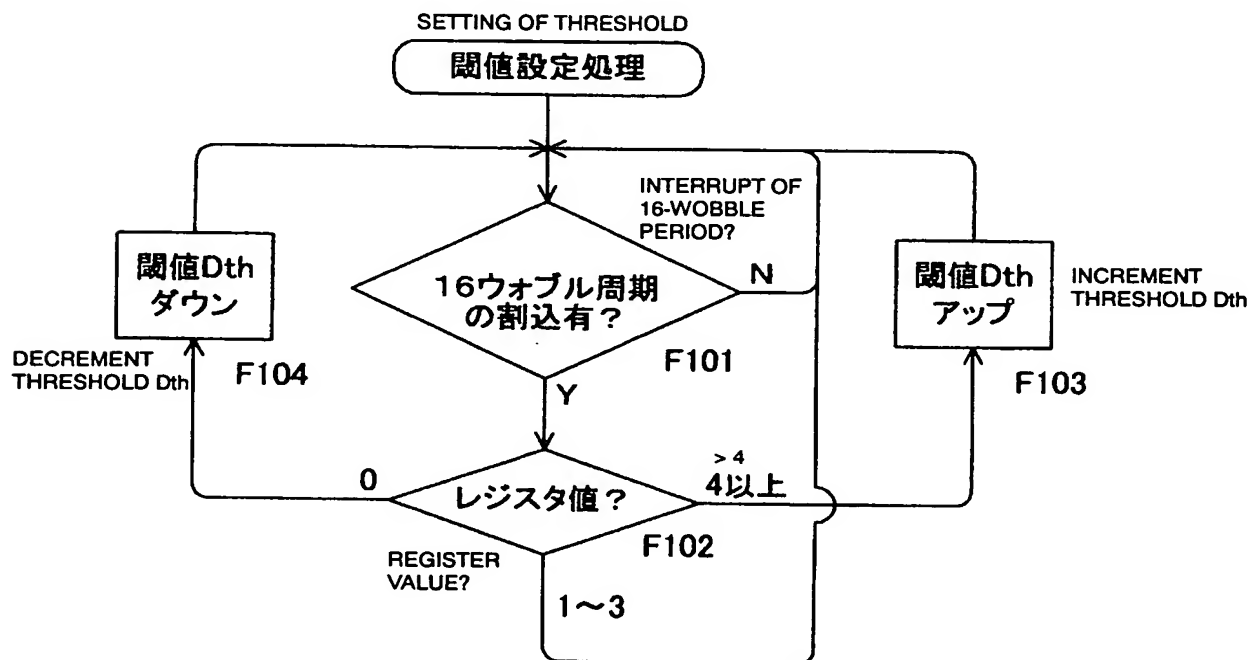 SETTING OF THRESHOLD
閾値設定処理
INTERRUPT OF
16-WOBBLE
PERIOD?
閾値Dth
ダウン
16ウォブル周期
の割込有?
N
閾値Dth
アップ
INCREMENT
THRESHOLD Dth
DECREMENT
THRESHOLD Dth
F104
F101
F103
Y
0
レジスタ値?
> 4
4以上
F102
REGISTER
VALUE?
1~3